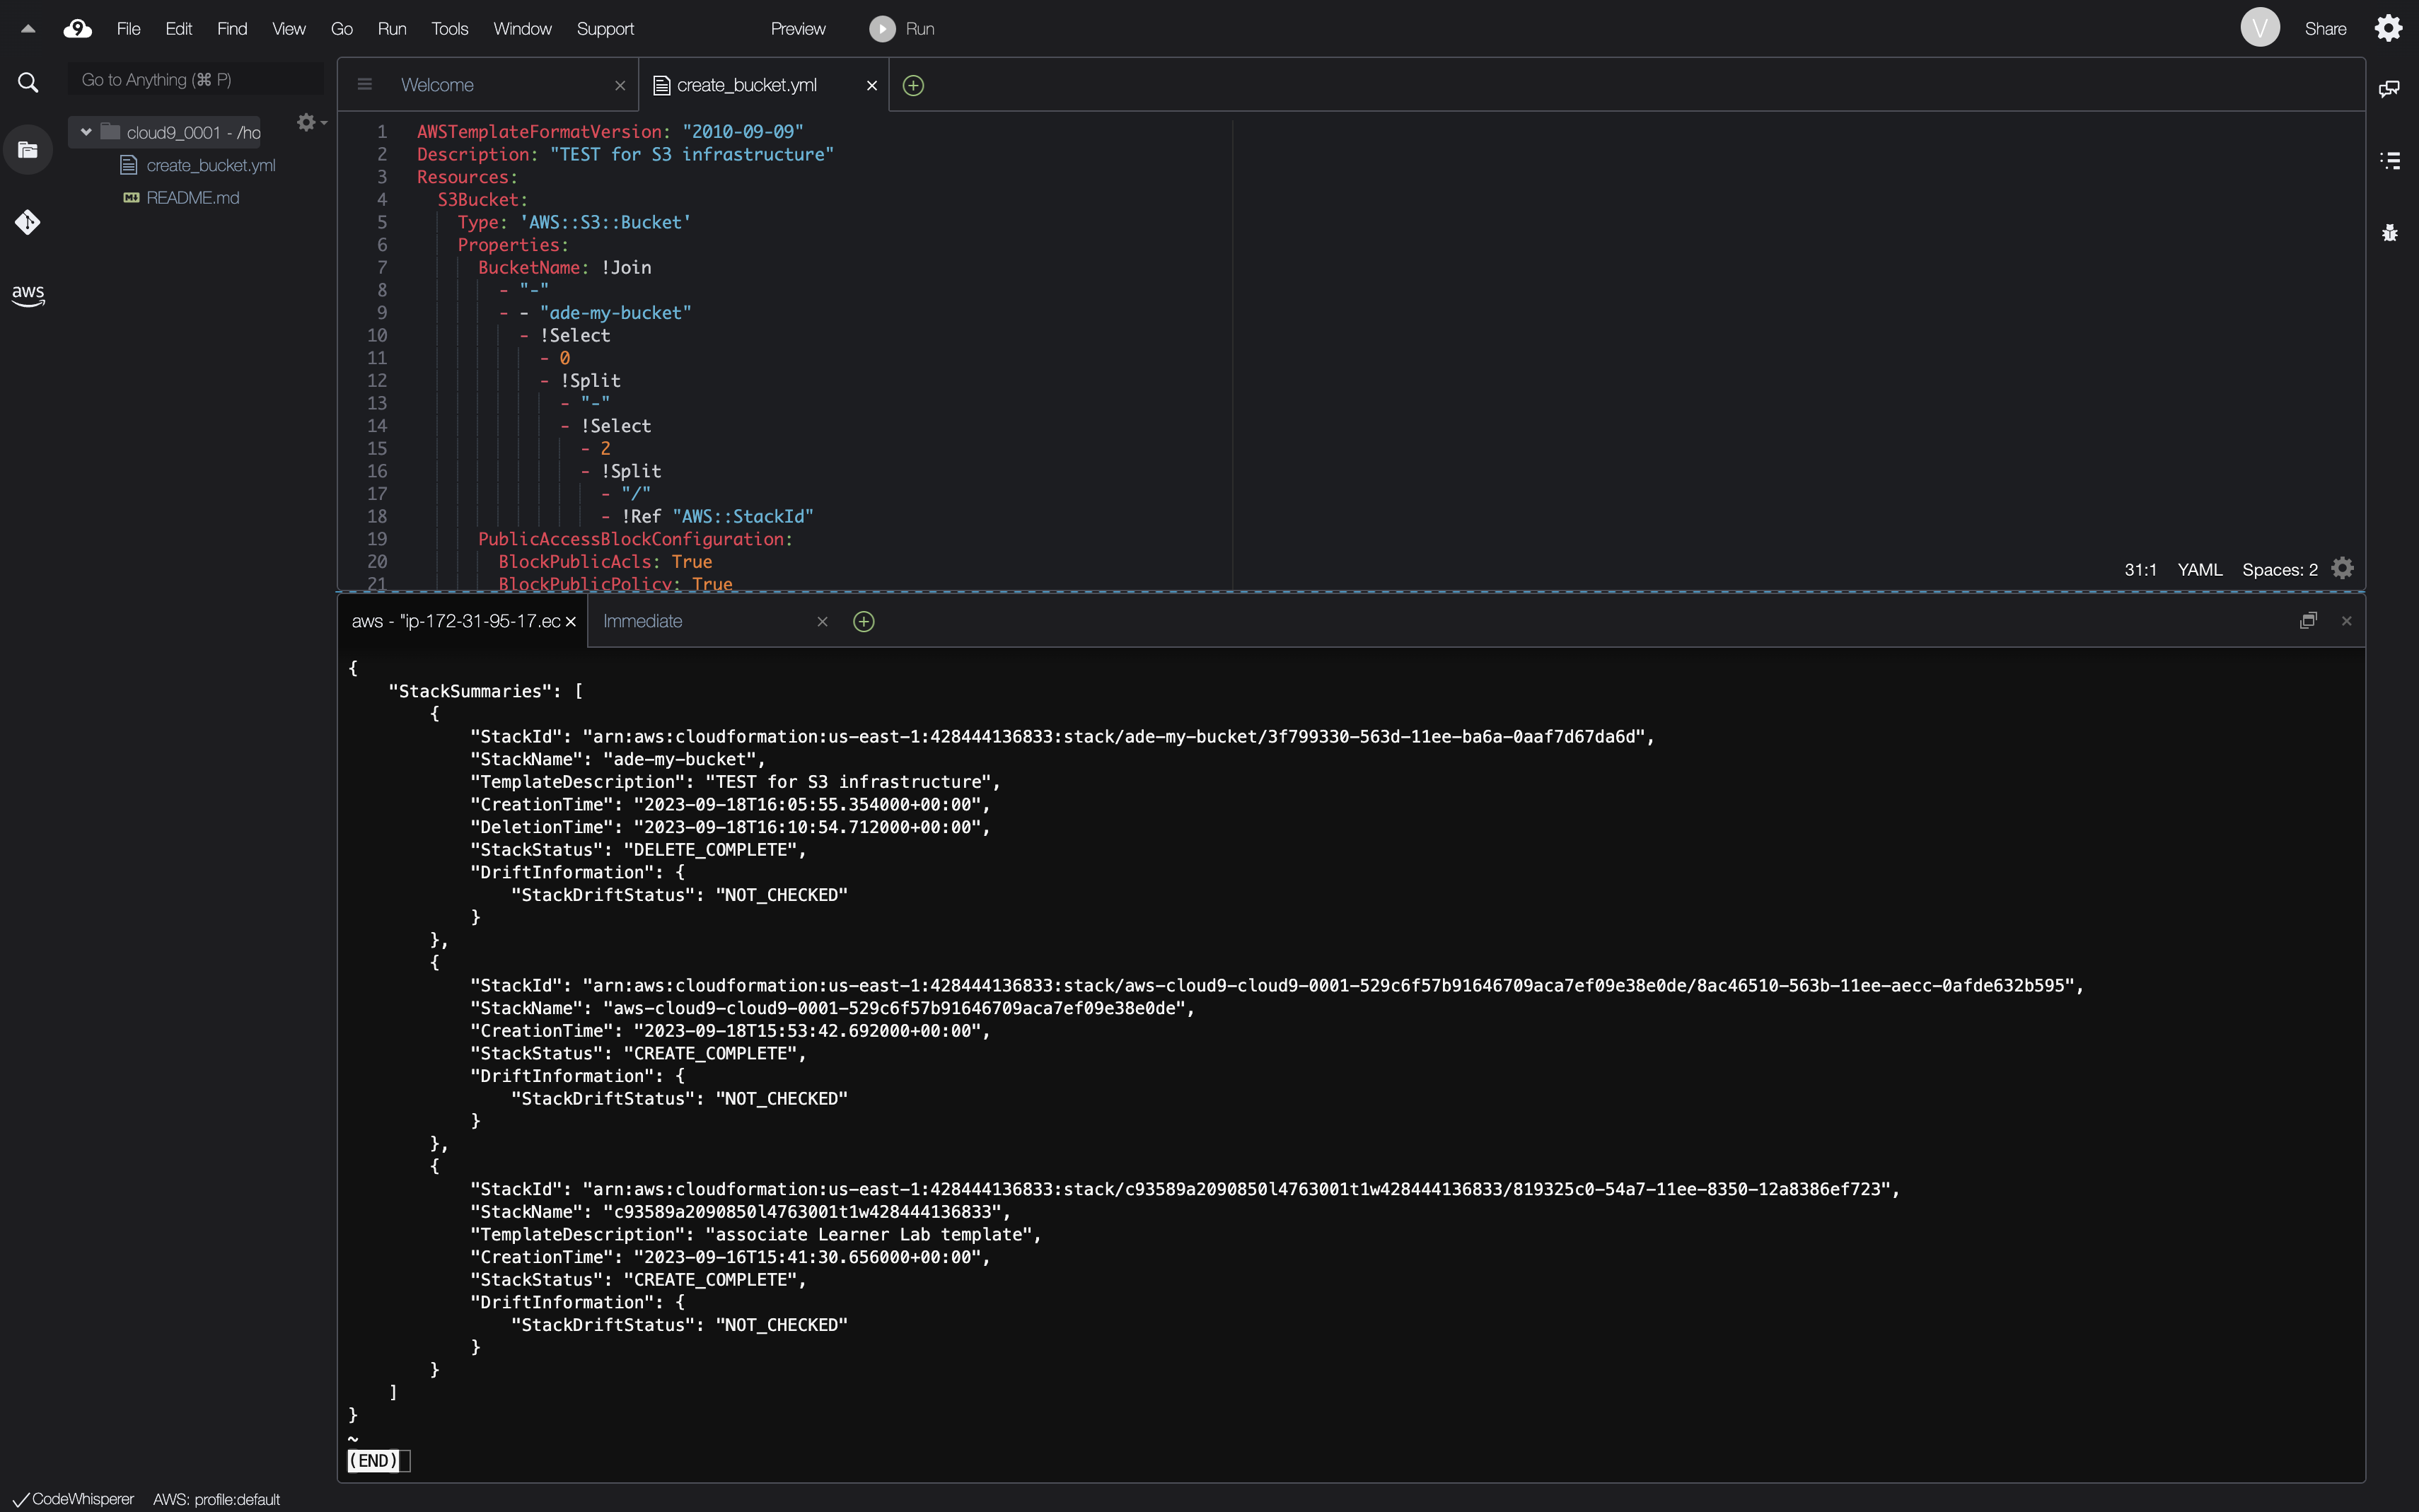 9 File Edit Find View Go Run Tools Window Support Preview Run V Share
Go to Anything (⌘ P)
cloud9_0001 - /ho
create_bucket.yml
README.md
aws
Welcome create_bucket.yml
1 AWSTemplateFormatVersion: "2010-09-09"
2 Description: "TEST for S3 infrastructure"
3 Resources:
4   S3Bucket:
5     Type: 'AWS::S3::Bucket'
6     Properties:
7       BucketName: !Join
8         - "-"
9         - - "ade-my-bucket"
10           - !Select
11             - 0
12             - !Split
13               - "-"
14               - !Select
15                 - 2
16                 - !Split
17                   - "/"
18                   - !Ref "AWS::StackId"
19       PublicAccessBlockConfiguration:
20         BlockPublicAcls: True
21         BlockPublicPolicy: True
31:1 YAML Spaces: 2
aws - "ip-172-31-95-17.ec Immediate
{
    "StackSummaries": [
        {
            "StackId": "arn:aws:cloudformation:us-east-1:428444136833:stack/ade-my-bucket/3f799330-563d-11ee-ba6a-0aaf7d67da6d",
            "StackName": "ade-my-bucket",
            "TemplateDescription": "TEST for S3 infrastructure",
            "CreationTime": "2023-09-18T16:05:55.354000+00:00",
            "DeletionTime": "2023-09-18T16:10:54.712000+00:00",
            "StackStatus": "DELETE_COMPLETE",
            "DriftInformation": {
                "StackDriftStatus": "NOT_CHECKED"
            }
        },
        {
            "StackId": "arn:aws:cloudformation:us-east-1:428444136833:stack/aws-cloud9-cloud9-0001-529c6f57b91646709aca7ef09e38e0de/8ac46510-563b-11ee-aecc-0afde632b595",
            "StackName": "aws-cloud9-cloud9-0001-529c6f57b91646709aca7ef09e38e0de",
            "CreationTime": "2023-09-18T15:53:42.692000+00:00",
            "StackStatus": "CREATE_COMPLETE",
            "DriftInformation": {
                "StackDriftStatus": "NOT_CHECKED"
            }
        },
        {
            "StackId": "arn:aws:cloudformation:us-east-1:428444136833:stack/c93589a2090850l4763001t1w428444136833/819325c0-54a7-11ee-8350-12a8386ef723",
            "StackName": "c93589a2090850l4763001t1w428444136833",
            "TemplateDescription": "associate Learner Lab template",
            "CreationTime": "2023-09-16T15:41:30.656000+00:00",
            "StackStatus": "CREATE_COMPLETE",
            "DriftInformation": {
                "StackDriftStatus": "NOT_CHECKED"
            }
        }
    ]
}
~
(END)
CodeWhisperer AWS: profile:default